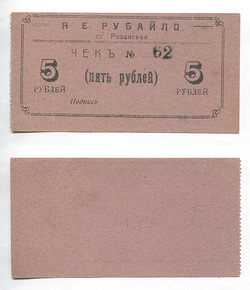 А Е РУБАЙЛО
ст Рязанская
ЧЕКЪ № 62
5 (пять рублей) 5
РУБЛЕЙ РУБЛЕЙ
Подпись